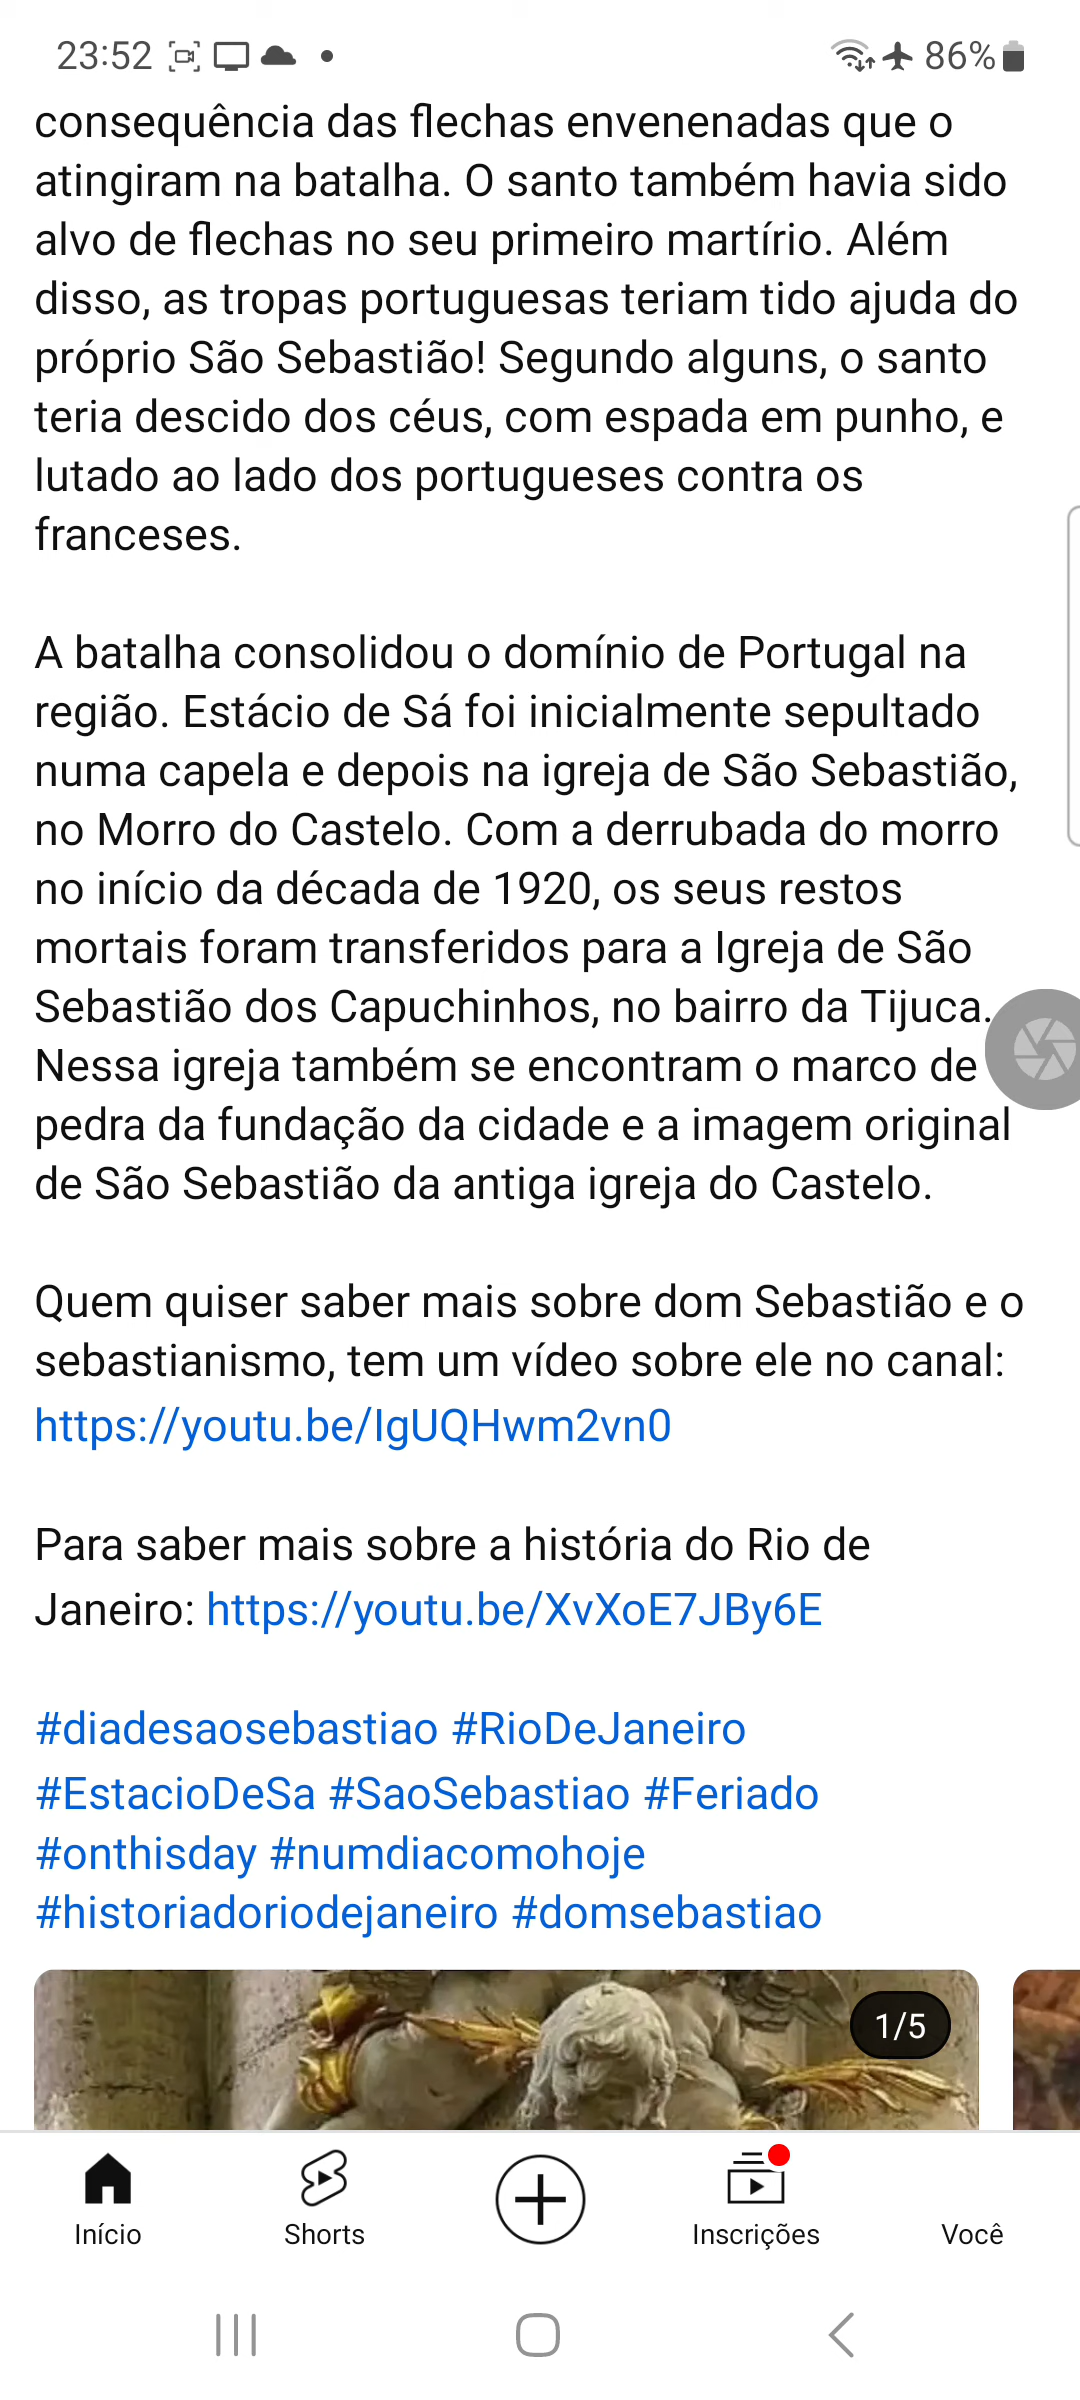 23:52
86%
consequência das flechas envenenadas que o
atingiram na batalha. O santo também havia sido
alvo de flechas no seu primeiro martírio. Além
disso, as tropas portuguesas teriam tido ajuda do
próprio São Sebastião! Segundo alguns, o santo
teria descido dos céus, com espada em punho, e
lutado ao lado dos portugueses contra os
franceses.
A batalha consolidou o domínio de Portugal na
região. Estácio de Sá foi inicialmente sepultado
numa capela e depois na igreja de São Sebastião,
no Morro do Castelo. Com a derrubada do morro
no início da década de 1920, os seus restos
mortais foram transferidos para a Igreja de São
Sebastião dos Capuchinhos, no bairro da Tijuca.
Nessa igreja também se encontram o marco de
pedra da fundação da cidade e a imagem original
de São Sebastião da antiga igreja do Castelo.
Quem quiser saber mais sobre dom Sebastião e o
sebastianismo, tem um vídeo sobre ele no canal:
https://youtu.be/IgUQHwm2vn0
Para saber mais sobre a história do Rio de
Janeiro: https://youtu.be/XvXoE7JBy6E
#diadesaosebastiao #RioDeJaneiro
#EstacioDeSa #SaoSebastiao #Feriado
#onthisday #numdiacomohoje
#historiadoriodejaneiro #domsebastiao
1/5
Início
Shorts
Inscrições
Você